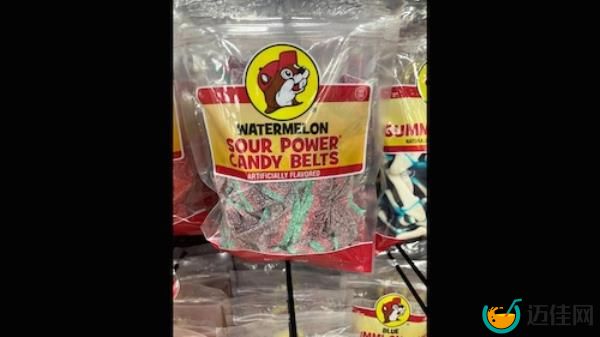 WATERMELON
SOUR POWER
CANDY BELTS
ARTIFICIALLY FLAVORED
GUMM
BLUE
迈佳网